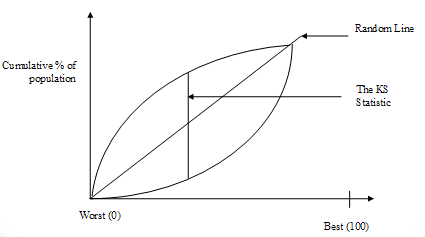 Random Line
Cumulative % of
population
The KS
Statistic
Worst (0)
Best (100)